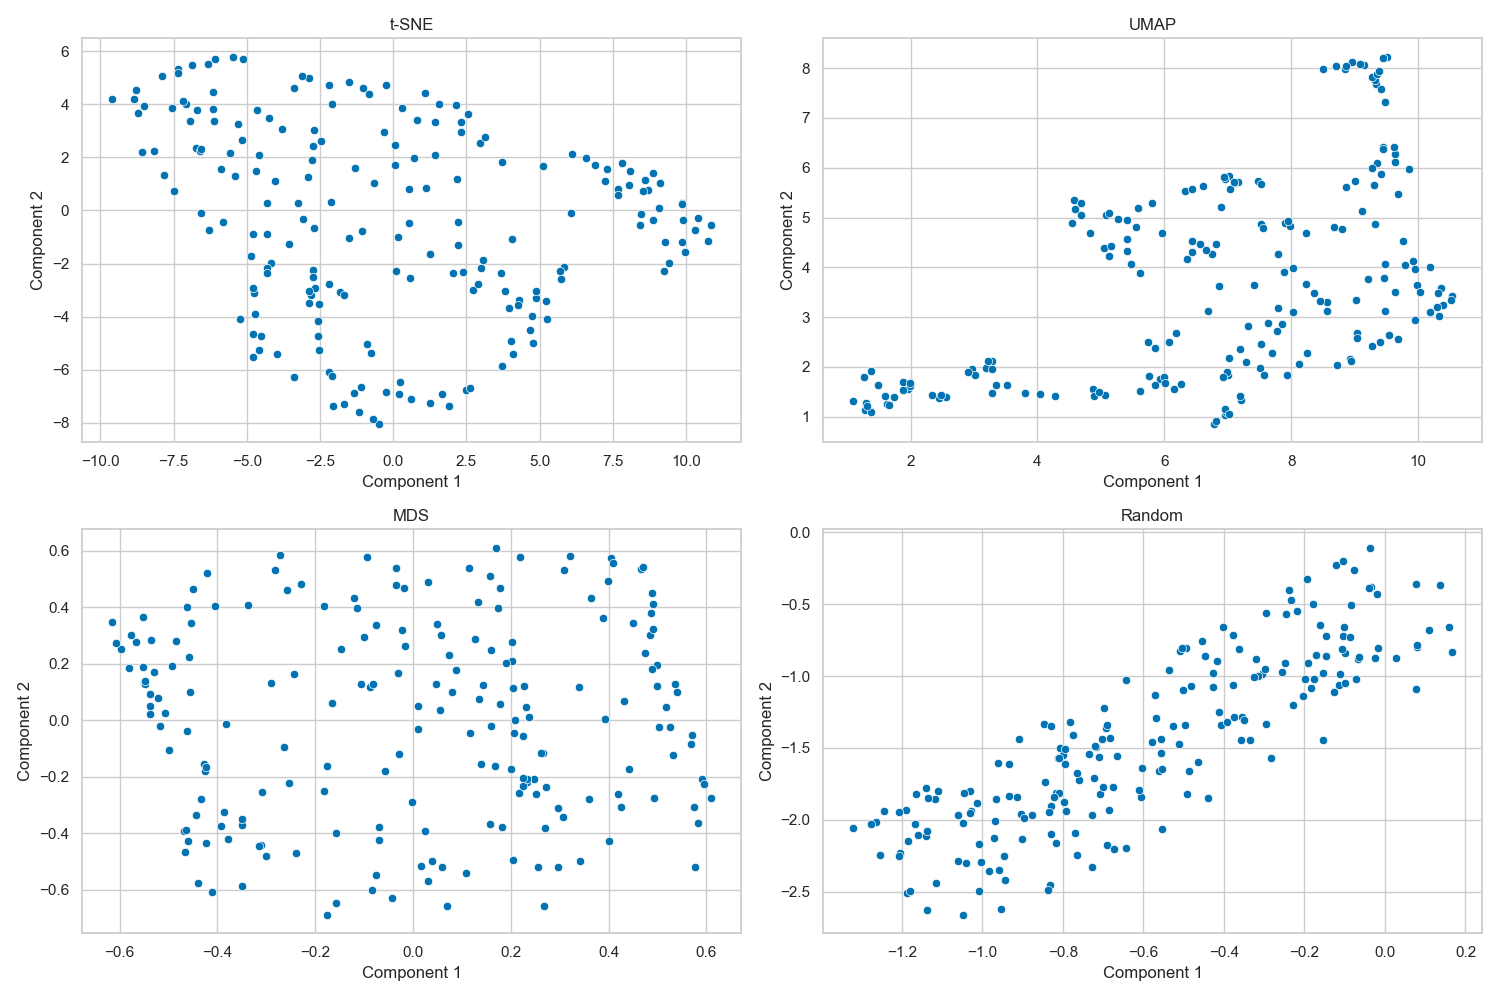 t-SNE
6
4
2
0
−2
−4
−6
−8
Component 2
−10.0 −7.5 −5.0 −2.5 0.0 2.5 5.0 7.5 10.0
Component 1
UMAP
8
7
6
5
4
3
2
1
Component 2
2 4 6 8 10
Component 1
MDS
0.6
0.4
0.2
0.0
−0.2
−0.4
−0.6
Component 2
−0.6 −0.4 −0.2 0.0 0.2 0.4 0.6
Component 1
Random
0.0
−0.5
−1.0
−1.5
−2.0
−2.5
Component 2
−1.2 −1.0 −0.8 −0.6 −0.4 −0.2 0.0 0.2
Component 1